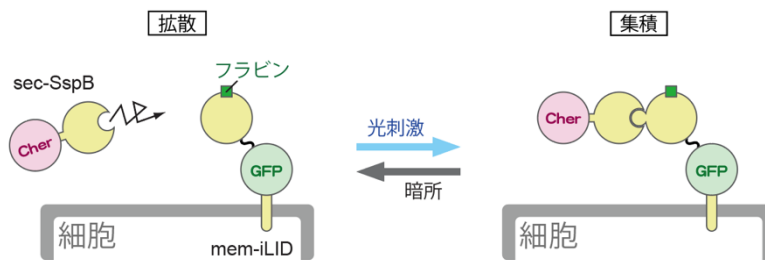 拡散
集積
sec-SspB
フラビン
Cher
GFP
細胞
mem-iLID
光刺激
暗所
Cher
GFP
細胞